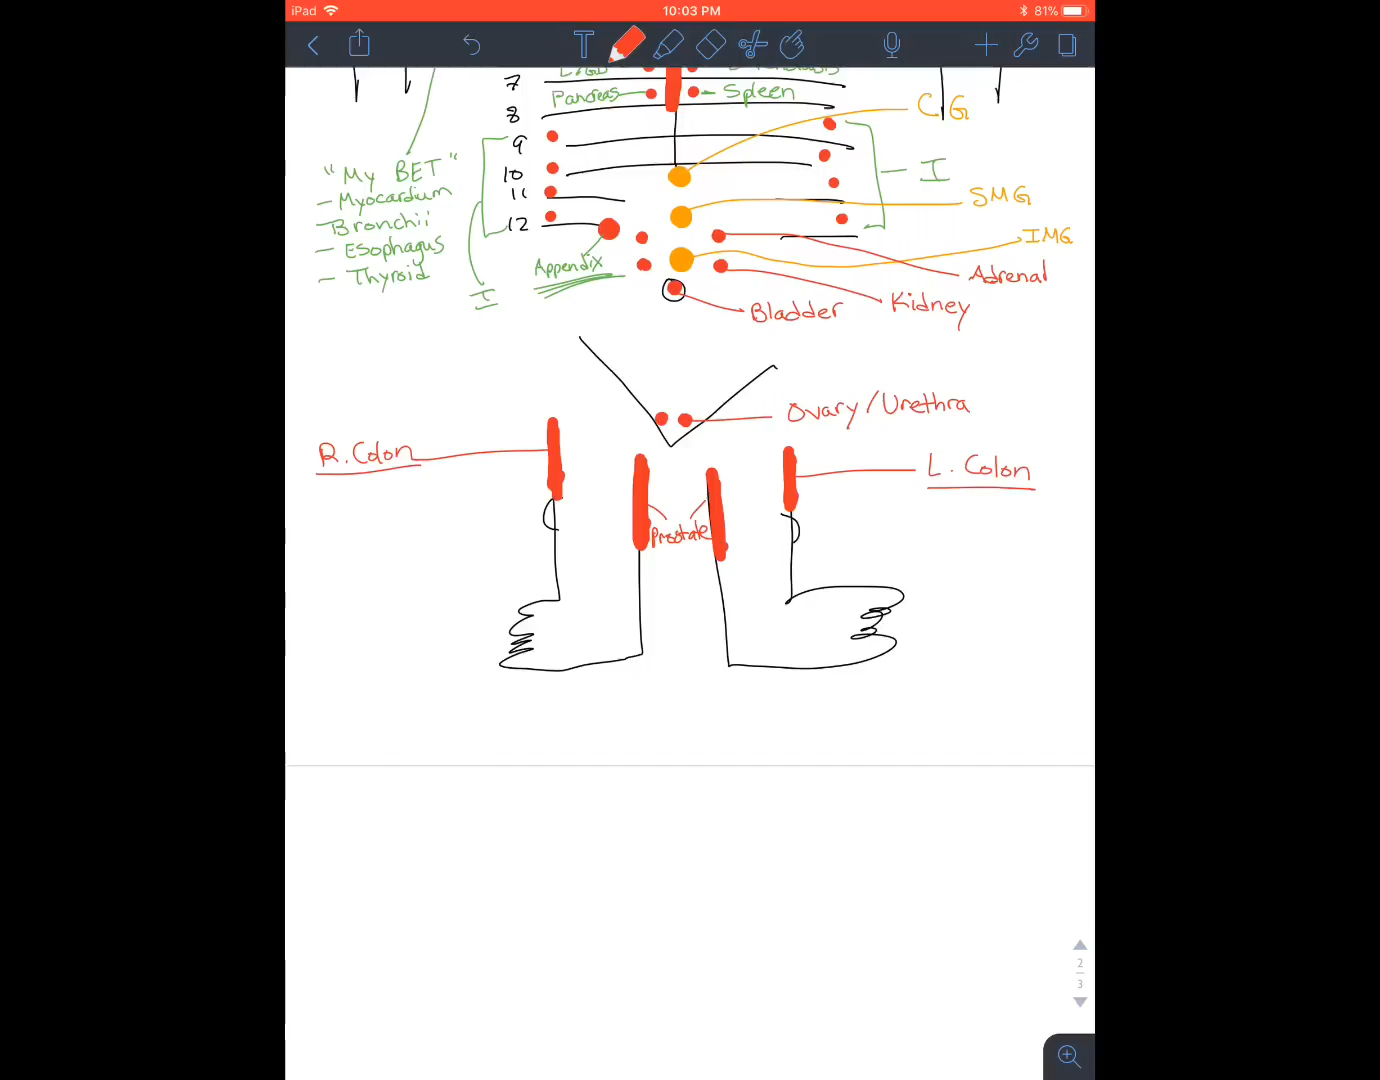 iPad
10:03 PM
81%
T
7
Pancreas
Spleen
8
CG
9
"My BET"
10
I
- Myocardium
11
SMG
- Bronchii
12
IMG
- Esophagus
Appendix
Adrenal
- Thyroid
I
Kidney
Bladder
Ovary/Urethra
R. Colon
L. Colon
Prostate
2
3